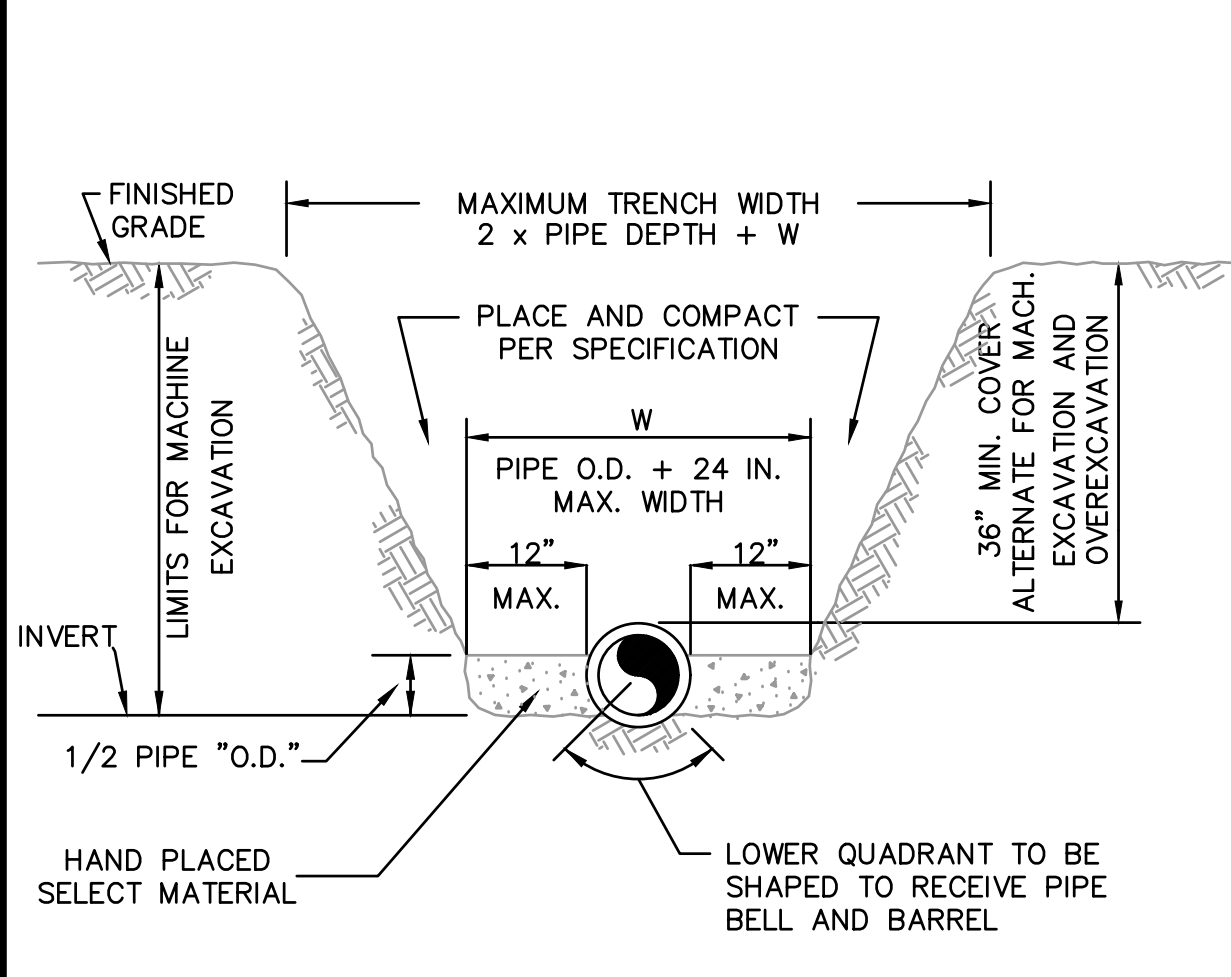 FINISHED
GRADE
MAXIMUM TRENCH WIDTH
2 x PIPE DEPTH + W
PLACE AND COMPACT
PER SPECIFICATION
LIMITS FOR MACHINE
EXCAVATION
W
PIPE O.D. + 24 IN.
MAX. WIDTH
12"
MAX.
12"
MAX.
36" MIN. COVER
ALTERNATE FOR MACH.
EXCAVATION AND
OVEREXCAVATION
INVERT
1/2 PIPE "O.D."
HAND PLACED
SELECT MATERIAL
LOWER QUADRANT TO BE
SHAPED TO RECEIVE PIPE
BELL AND BARREL